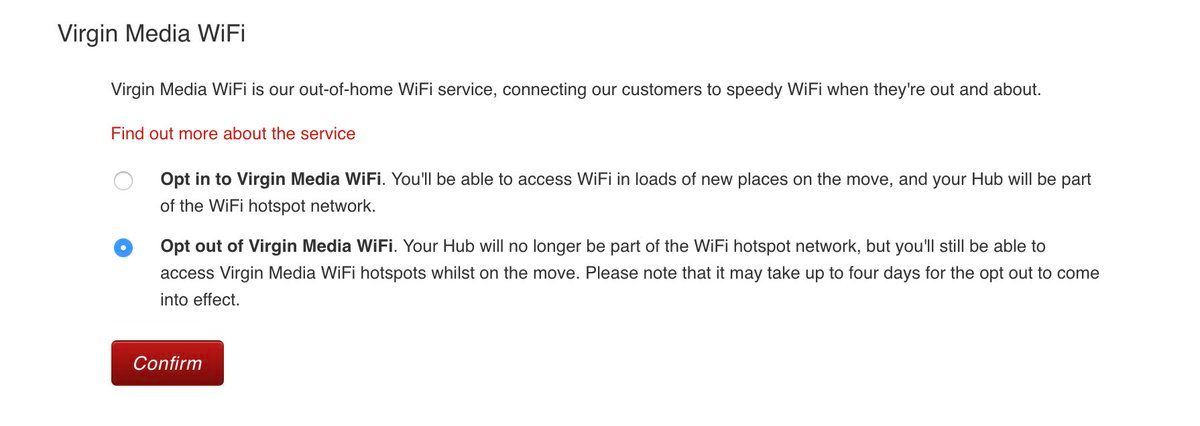 Virgin Media WiFi
Virgin Media WiFi is our out-of-home WiFi service, connecting our customers to speedy WiFi when they're out and about.
Find out more about the service
Opt in to Virgin Media WiFi. You'll be able to access WiFi in loads of new places on the move, and your Hub will be part
of the WiFi hotspot network.
Opt out of Virgin Media WiFi. Your Hub will no longer be part of the WiFi hotspot network, but you'll still be able to
access Virgin Media WiFi hotspots whilst on the move. Please note that it may take up to four days for the opt out to come
into effect.
Confirm